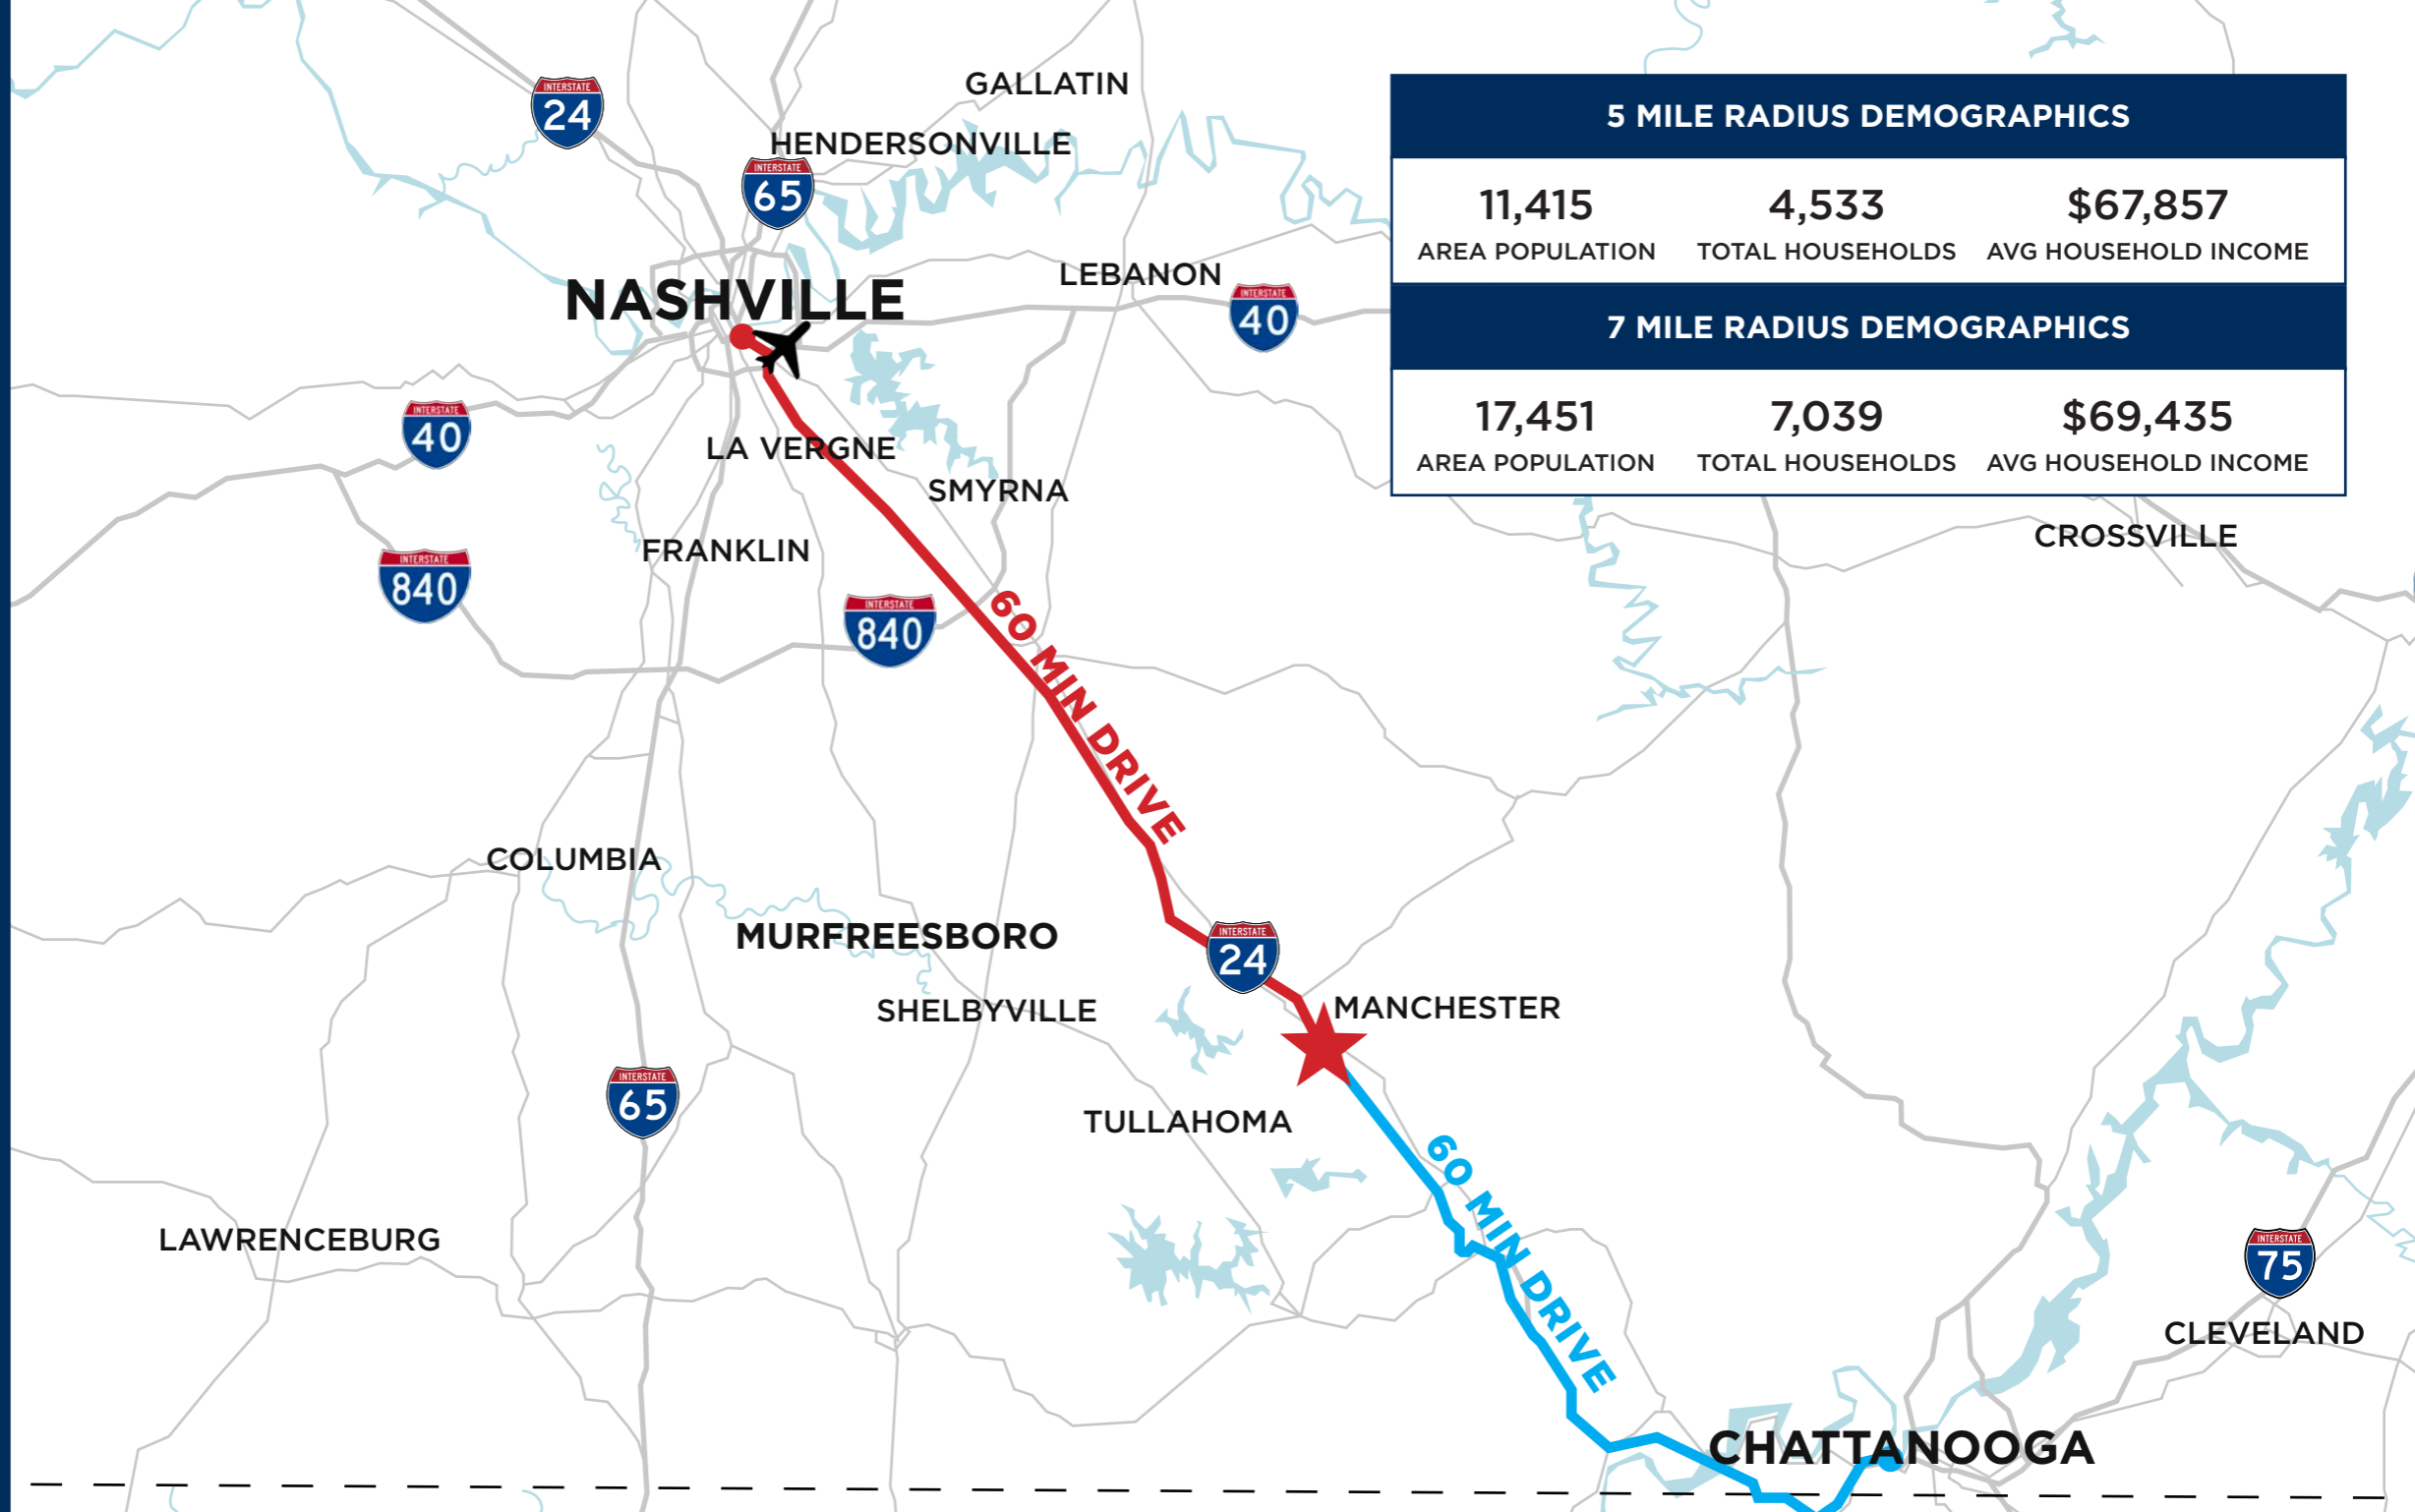 INTERSTATE
24
GALLATIN
HENDERSONVILLE
INTERSTATE
65
NASHVILLE
LEBANON
INTERSTATE
40
5 MILE RADIUS DEMOGRAPHICS
11,415 4,533 $67,857
AREA POPULATION TOTAL HOUSEHOLDS AVG HOUSEHOLD INCOME
7 MILE RADIUS DEMOGRAPHICS
17,451 7,039 $69,435
AREA POPULATION TOTAL HOUSEHOLDS AVG HOUSEHOLD INCOME
INTERSTATE
40
LA VERGNE
SMYRNA
CROSSVILLE
FRANKLIN
INTERSTATE
840
INTERSTATE
840
60 MIN DRIVE
COLUMBIA
MURFREESBORO
INTERSTATE
24
SHELBYVILLE
MANCHESTER
INTERSTATE
65
TULLAHOMA
60 MIN DRIVE
LAWRENCEBURG
INTERSTATE
75
CLEVELAND
CHATTANOOGA